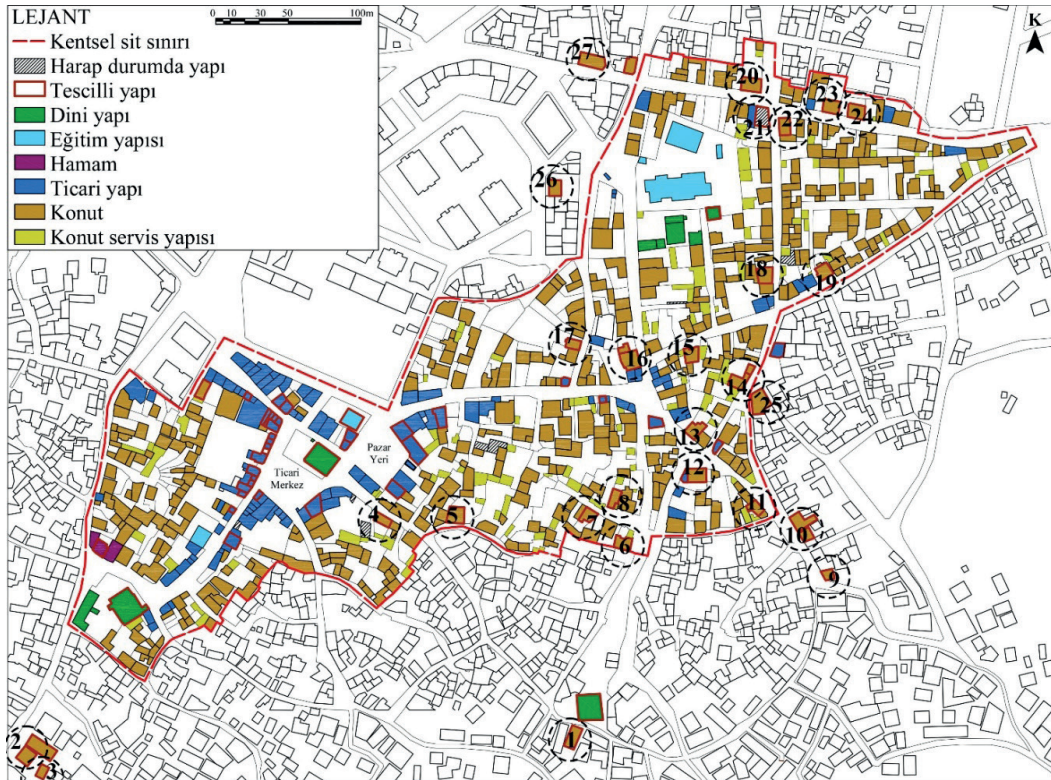 LEJANT
0 10 30 50 100m
Kentsel sit sınırı
Harap durumda yapı
Tescilli yapı
Dini yapı
Eğitim yapısı
Hamam
Ticari yapı
Konut
Konut servis yapısı
K
27
20
23
24
21
22
26
18
19
17
16
15
14
25
13
12
Pazar
Yeri
Ticari
Merkez
4
5
8
7
6
11
10
9
1
2
3